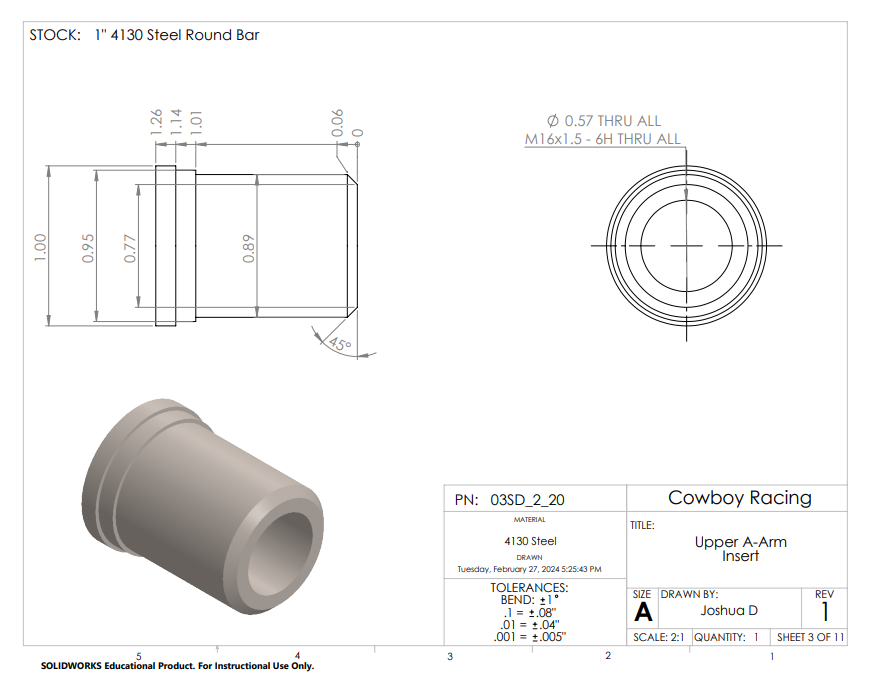 STOCK: 1" 4130 Steel Round Bar
1.26
1.14
1.01
0.06
0
Ø 0.57 THRU ALL
M16x1.5 - 6H THRU ALL
1.00
0.95
0.77
0.89
45°
PN: 03SD_2_20
MATERIAL
4130 Steel
DRAWN
Tuesday, February 27, 2024 5:25:43 PM
TOLERANCES:
BEND: ±1°
.1 = ±.08"
.01 = ±.04"
.001 = ±.005"
Cowboy Racing
TITLE:
Upper A-Arm
Insert
SIZE
A
DRAWN BY:
Joshua D
REV
1
SCALE: 2:1
QUANTITY: 1
SHEET 3 OF 11
5
4
3
2
1
SOLIDWORKS Educational Product. For Instructional Use Only.